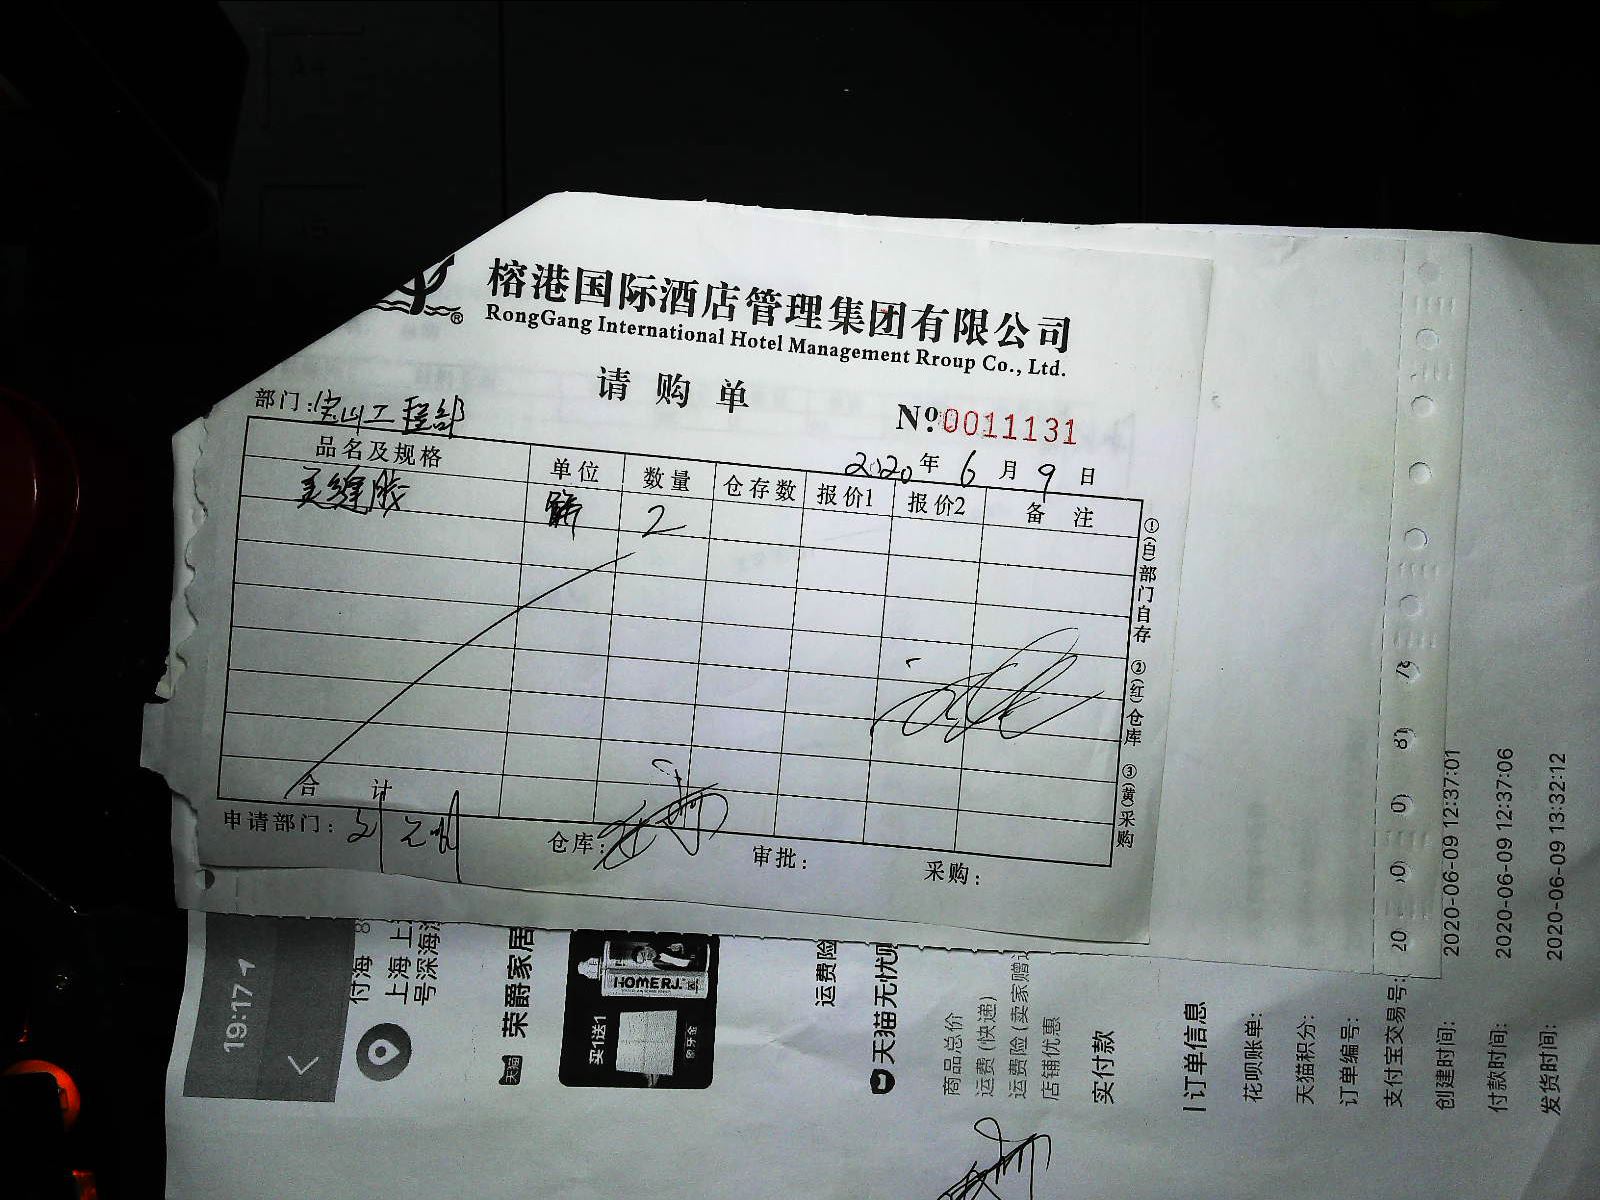 榕港国际酒店管理集团有限公司
RongGang International Hotel Management Rroup Co., Ltd.
请购单
部门:宝山工程部
Nº0011131
2020年6月9日
品名及规格 单位 数量 仓存数 报价1 报价2 备注
美缝胶 2
合计
申请部门: 仓库: 审批: 采购:
①(白)部门自存 ②(红)仓库 ③(黄)采购
19:17
付海
上海 上
号深海
天猫 荣爵家居
HOMERJ
买1送1
运费险
天猫无忧购
商品总价
运费(快递)
运费险(卖家赠送
店铺优惠
实付款
订单信息
花呗账单:
天猫积分:
订单编号:
支付宝交易号: 20
创建时间: 2020-06-09 12:37:01
付款时间: 2020-06-09 12:37:06
发货时间: 2020-06-09 13:32:12